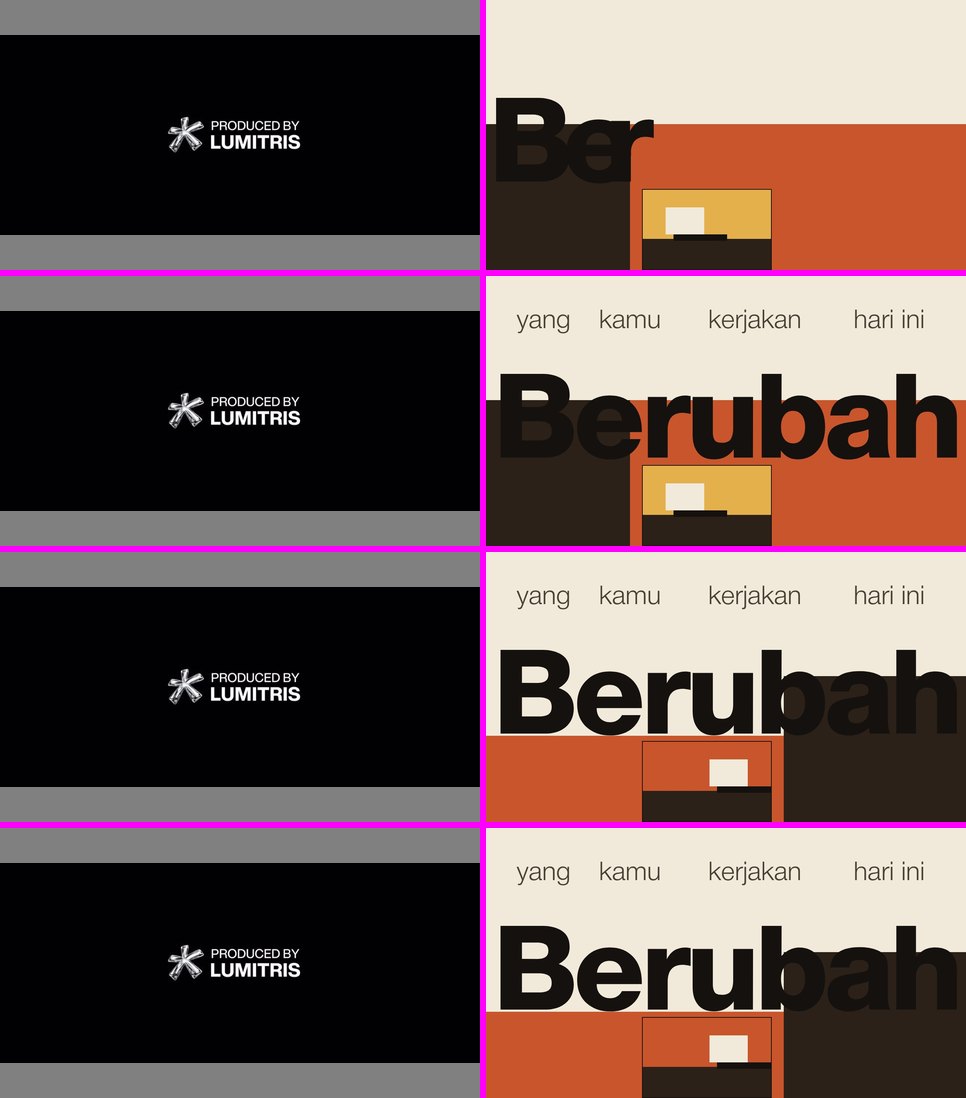 PRODUCED BY
LUMITRIS
Ber
PRODUCED BY
LUMITRIS
yang kamu kerjakan hari ini
Berubah
PRODUCED BY
LUMITRIS
yang kamu kerjakan hari ini
Berubah
PRODUCED BY
LUMITRIS
yang kamu kerjakan hari ini
Berubah